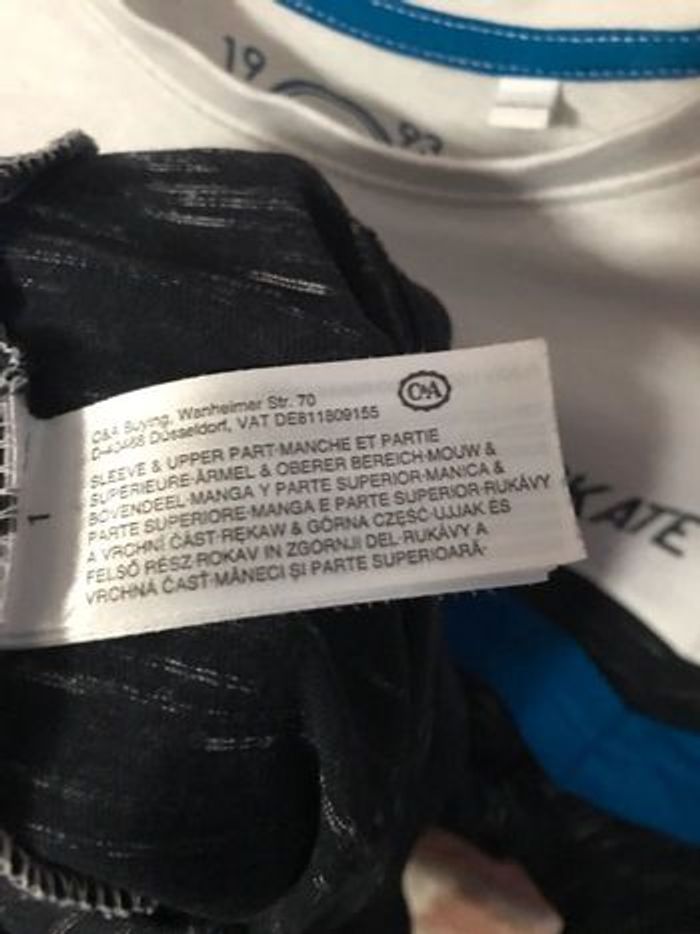 19
93
C&A
C&A Buying, Wanheimer Str. 70
D-40468 Düsseldorf, VAT DE811809155
SLEEVE & UPPER PART·MANCHE ET PARTIE
SUPERIEURE·ÄRMEL & OBERER BEREICH·MOUW &
BOVENDEEL·MANGA Y PARTE SUPERIOR·MANICA &
PARTE SUPERIORE·MANGA E PARTE SUPERIOR·RUKÁVY
A VRCHNÍ ČÁST·RĘKAW & GÓRNA CZĘŚĆ·UJJAK ÉS
FELSŐ RÉSZ·ROKAV IN ZGORNJI DEL·RUKÁVY A
VRCHNÁ ČASŤ·MÂNECI ȘI PARTE SUPERIOARĂ·
1
KATE